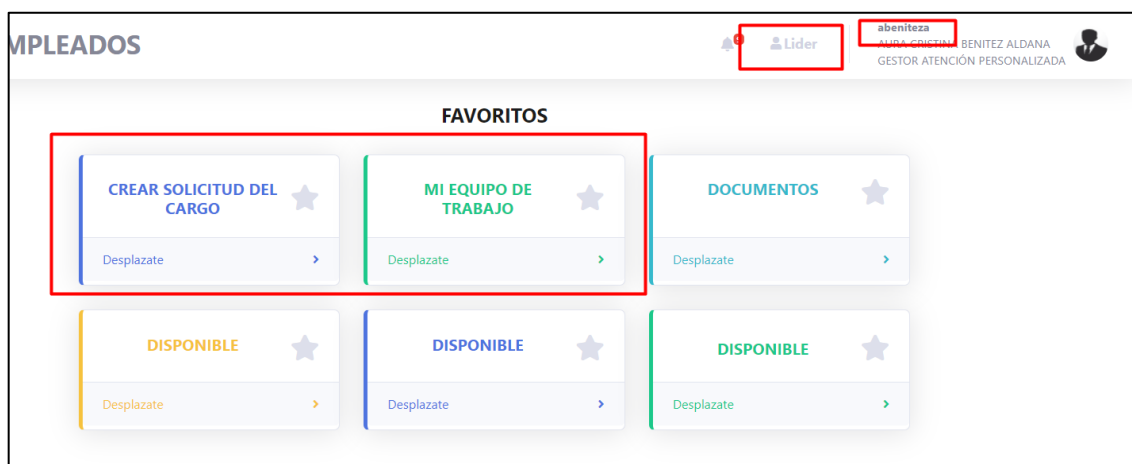 MPLEADOS
Lider
abeniteza
AURA CRISTINA BENITEZ ALDANA
GESTOR ATENCIÓN PERSONALIZADA
FAVORITOS
CREAR SOLICITUD DEL
CARGO
Desplazate
MI EQUIPO DE
TRABAJO
Desplazate
DOCUMENTOS
Desplazate
DISPONIBLE
Desplazate
DISPONIBLE
Desplazate
DISPONIBLE
Desplazate